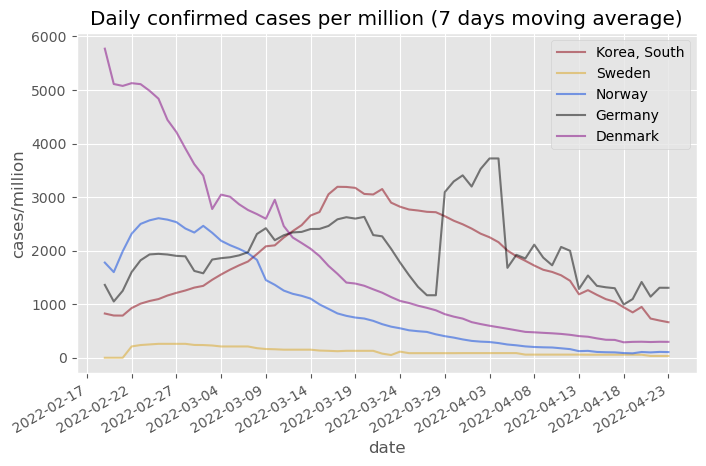 Daily confirmed cases per million (7 days moving average)
6000
5000
4000
3000
2000
1000
0
cases/million
Korea, South
Sweden
Norway
Germany
Denmark
2022-02-17
2022-02-22
2022-02-27
2022-03-04
2022-03-09
2022-03-14
2022-03-19
2022-03-24
2022-03-29
2022-04-03
2022-04-08
2022-04-13
2022-04-18
2022-04-23
date